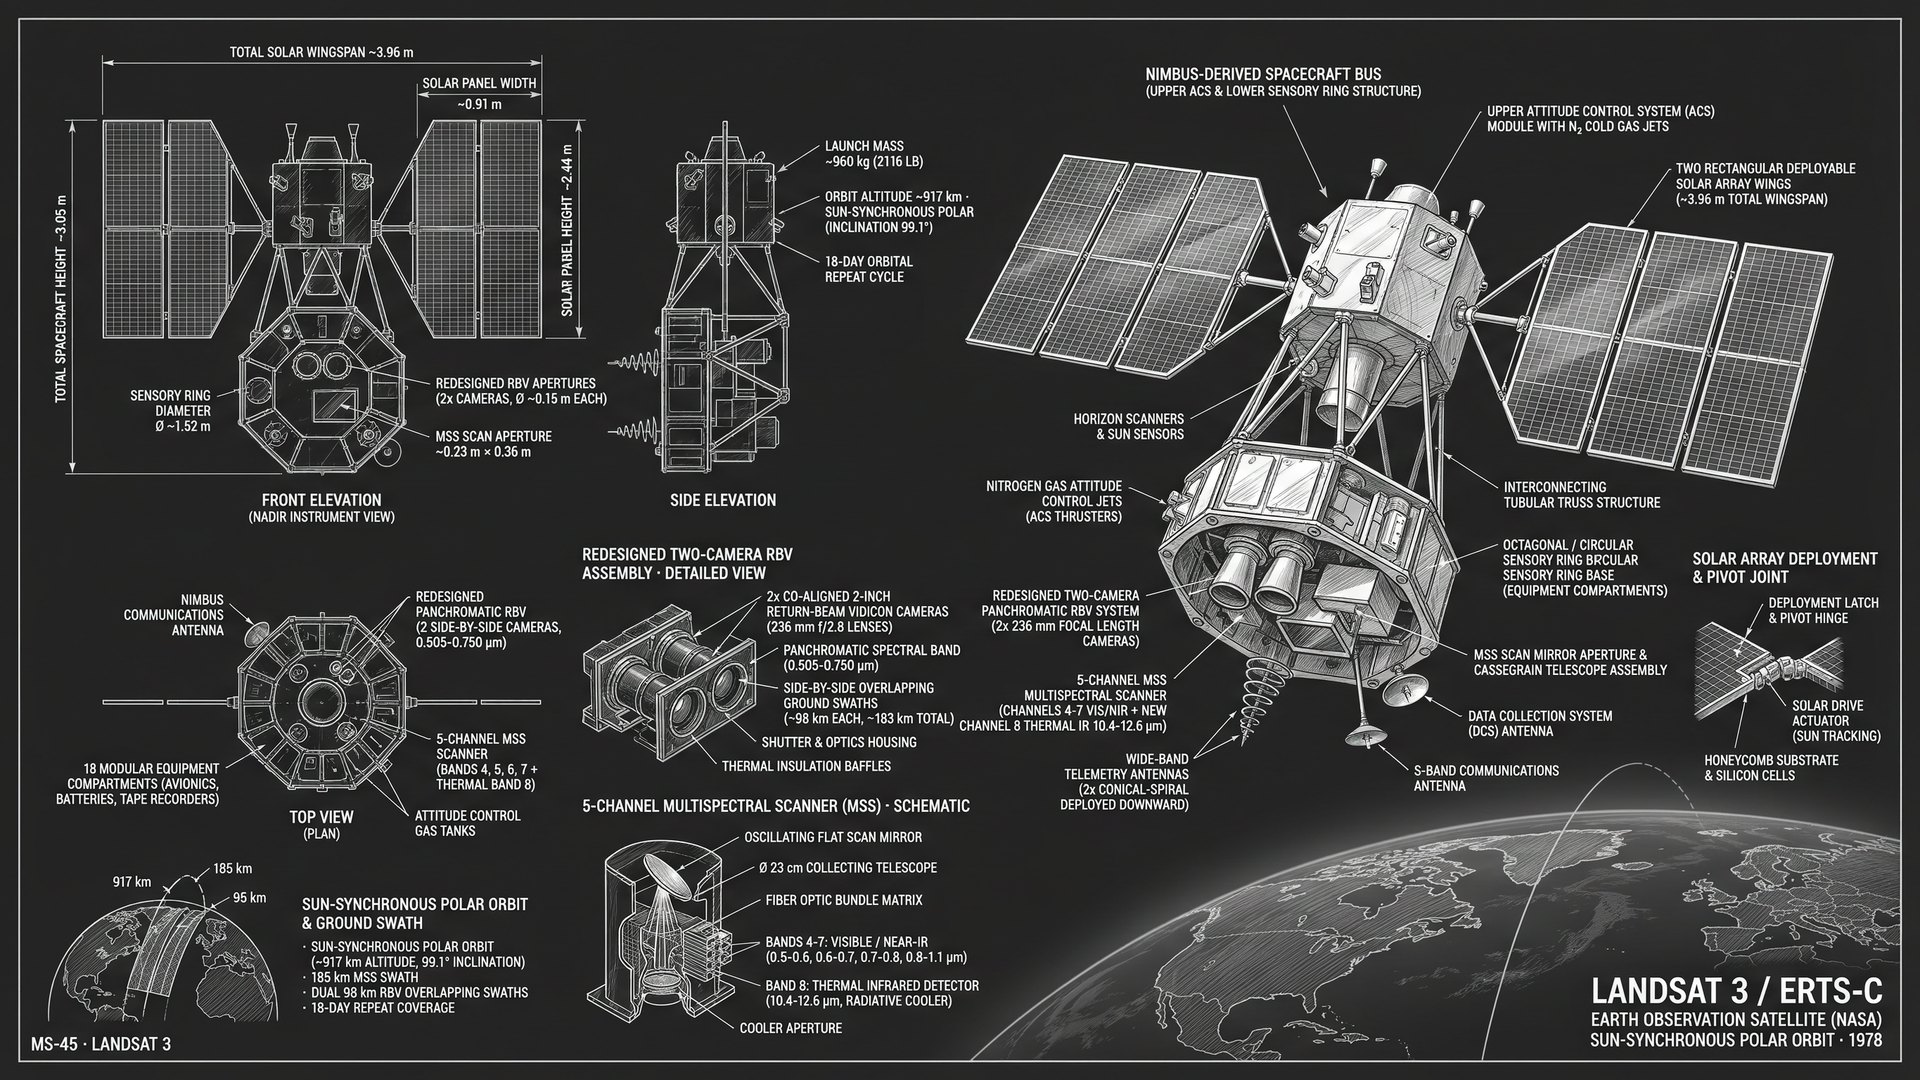 TOTAL SOLAR WINGSPAN ~3.96 m
SOLAR PANEL WIDTH
~0.91 m
TOTAL SPACECRAFT HEIGHT ~3.05 m
SOLAR PANEL HEIGHT ~2.44 m
SENSORY RING
DIAMETER
Ø ~1.52 m
REDESIGNED RBV APERTURES
(2x CAMERAS, Ø ~0.15 m EACH)
MSS SCAN APERTURE
~0.23 m × 0.36 m
FRONT ELEVATION
(NADIR INSTRUMENT VIEW)
LAUNCH MASS
~960 kg (2116 LB)
ORBIT ALTITUDE ~917 km ·
SUN-SYNCHRONOUS POLAR
(INCLINATION 99.1°)
18-DAY ORBITAL
REPEAT CYCLE
SIDE ELEVATION
NIMBUS-DERIVED SPACECRAFT BUS
(UPPER ACS & LOWER SENSORY RING STRUCTURE)
UPPER ATTITUDE CONTROL SYSTEM (ACS)
MODULE WITH N₂ COLD GAS JETS
TWO RECTANGULAR DEPLOYABLE
SOLAR ARRAY WINGS
(~3.96 m TOTAL WINGSPAN)
HORIZON SCANNERS
& SUN SENSORS
NITROGEN GAS ATTITUDE
CONTROL JETS
(ACS THRUSTERS)
INTERCONNECTING
TUBULAR TRUSS STRUCTURE
OCTAGONAL / CIRCULAR
SENSORY RING BRCULAR
SENSORY RING BASE
(EQUIPMENT COMPARTMENTS)
REDESIGNED TWO-CAMERA
PANCHROMATIC RBV SYSTEM
(2x 236 mm FOCAL LENGTH
CAMERAS)
5-CHANNEL MSS
MULTISPECTRAL SCANNER
(CHANNELS 4-7 VIS/NIR + NEW
CHANNEL 8 THERMAL IR 10.4-12.6 µm)
MSS SCAN MIRROR APERTURE &
CASSEGRAIN TELESCOPE ASSEMBLY
DATA COLLECTION SYSTEM
(DCS) ANTENNA
WIDE-BAND
TELEMETRY ANTENNAS
(2x CONICAL-SPIRAL
DEPLOYED DOWNWARD)
S-BAND COMMUNICATIONS
ANTENNA
SOLAR ARRAY DEPLOYMENT
& PIVOT JOINT
DEPLOYMENT LATCH
& PIVOT HINGE
SOLAR DRIVE
ACTUATOR
(SUN TRACKING)
HONEYCOMB SUBSTRATE
& SILICON CELLS
NIMBUS
COMMUNICATIONS
ANTENNA
REDESIGNED
PANCHROMATIC RBV
(2 SIDE-BY-SIDE CAMERAS,
0.505-0.750 µm)
18 MODULAR EQUIPMENT
COMPARTMENTS (AVIONICS,
BATTERIES, TAPE RECORDERS)
5-CHANNEL MSS
SCANNER
(BANDS 4, 5, 6, 7 +
THERMAL BAND 8)
ATTITUDE CONTROL
GAS TANKS
TOP VIEW
(PLAN)
REDESIGNED TWO-CAMERA RBV
ASSEMBLY · DETAILED VIEW
2x CO-ALIGNED 2-INCH
RETURN-BEAM VIDICON CAMERAS
(236 mm f/2.8 LENSES)
PANCHROMATIC SPECTRAL BAND
(0.505-0.750 µm)
SIDE-BY-SIDE OVERLAPPING
GROUND SWATHS
(~98 km EACH, ~183 km TOTAL)
SHUTTER & OPTICS HOUSING
THERMAL INSULATION BAFFLES
5-CHANNEL MULTISPECTRAL SCANNER (MSS) · SCHEMATIC
OSCILLATING FLAT SCAN MIRROR
Ø 23 cm COLLECTING TELESCOPE
FIBER OPTIC BUNDLE MATRIX
BANDS 4-7: VISIBLE / NEAR-IR
(0.5-0.6, 0.6-0.7, 0.7-0.8, 0.8-1.1 µm)
BAND 8: THERMAL INFRARED DETECTOR
(10.4-12.6 µm, RADIATIVE COOLER)
COOLER APERTURE
917 km
185 km
95 km
SUN-SYNCHRONOUS POLAR ORBIT
& GROUND SWATH
· SUN-SYNCHRONOUS POLAR ORBIT
(~917 km ALTITUDE, 99.1° INCLINATION)
· 185 km MSS SWATH
· DUAL 98 km RBV OVERLAPPING SWATHS
· 18-DAY REPEAT COVERAGE
MS-45 · LANDSAT 3
LANDSAT 3 / ERTS-C
EARTH OBSERVATION SATELLITE (NASA)
SUN-SYNCHRONOUS POLAR ORBIT · 1978